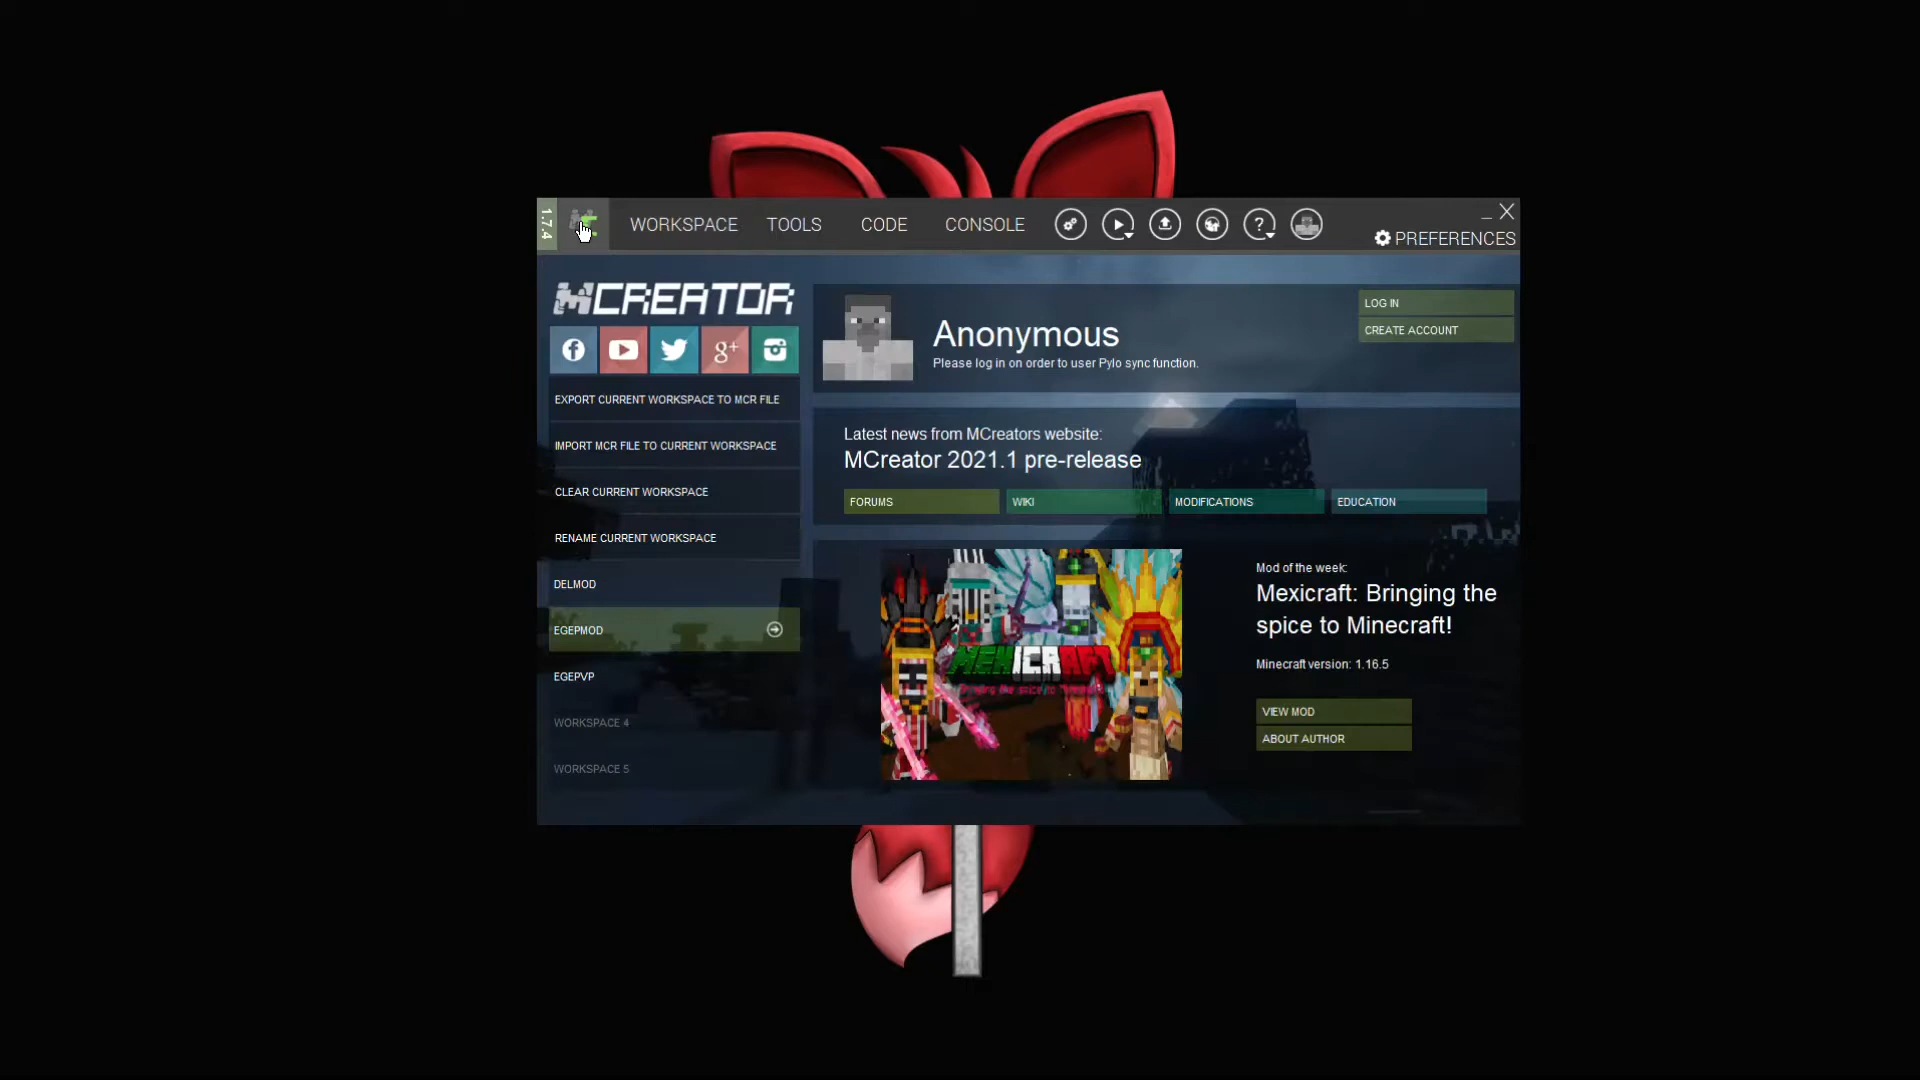 1.7.4
WORKSPACE TOOLS CODE CONSOLE ?
PREFERENCES
MCREATOR
g+
EXPORT CURRENT WORKSPACE TO MCR FILE
IMPORT MCR FILE TO CURRENT WORKSPACE
CLEAR CURRENT WORKSPACE
RENAME CURRENT WORKSPACE
DELMOD
EGEPMOD
EGEPVP
WORKSPACE 4
WORKSPACE 5
Anonymous
Please log in on order to user Pylo sync function.
LOG IN
CREATE ACCOUNT
Latest news from MCreators website:
MCreator 2021.1 pre-release
FORUMS WIKI MODIFICATIONS EDUCATION
MEXICRAFT
Mod of the week:
Mexicraft: Bringing the
spice to Minecraft!
Minecraft version: 1.16.5
VIEW MOD
ABOUT AUTHOR